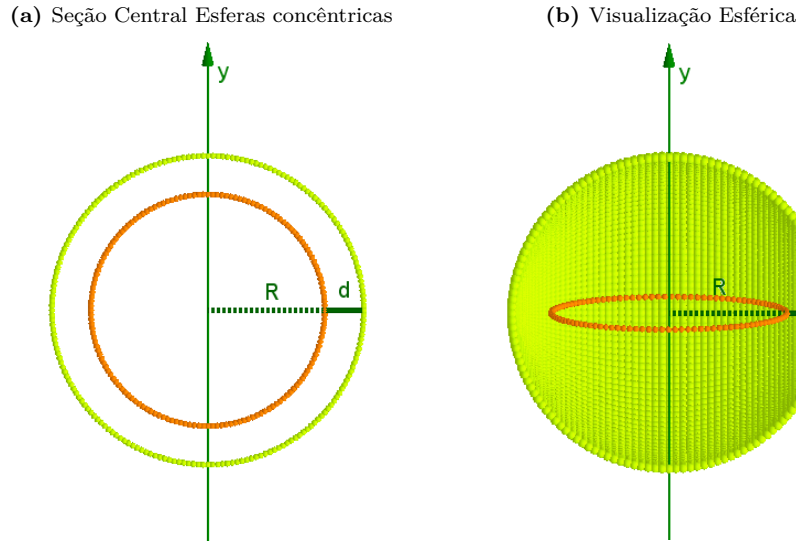 (a) Seção Central Esferas concêntricas
(b) Visualização Esférica
y
y
R
d
R